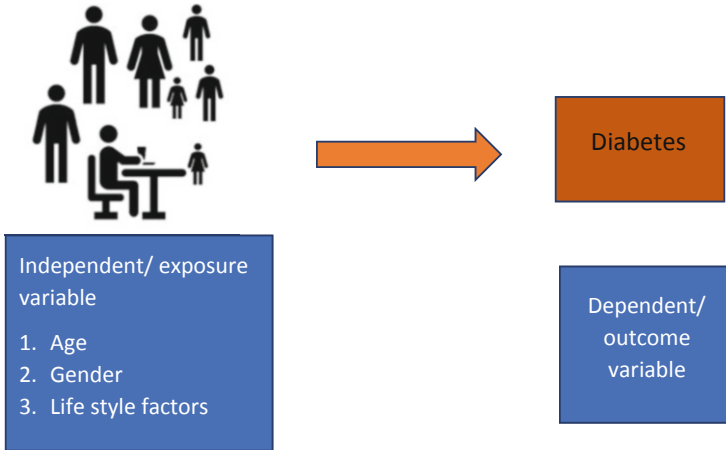 Diabetes
Independent/ exposure
variable
1. Age
2. Gender
3. Life style factors
Dependent/
outcome
variable